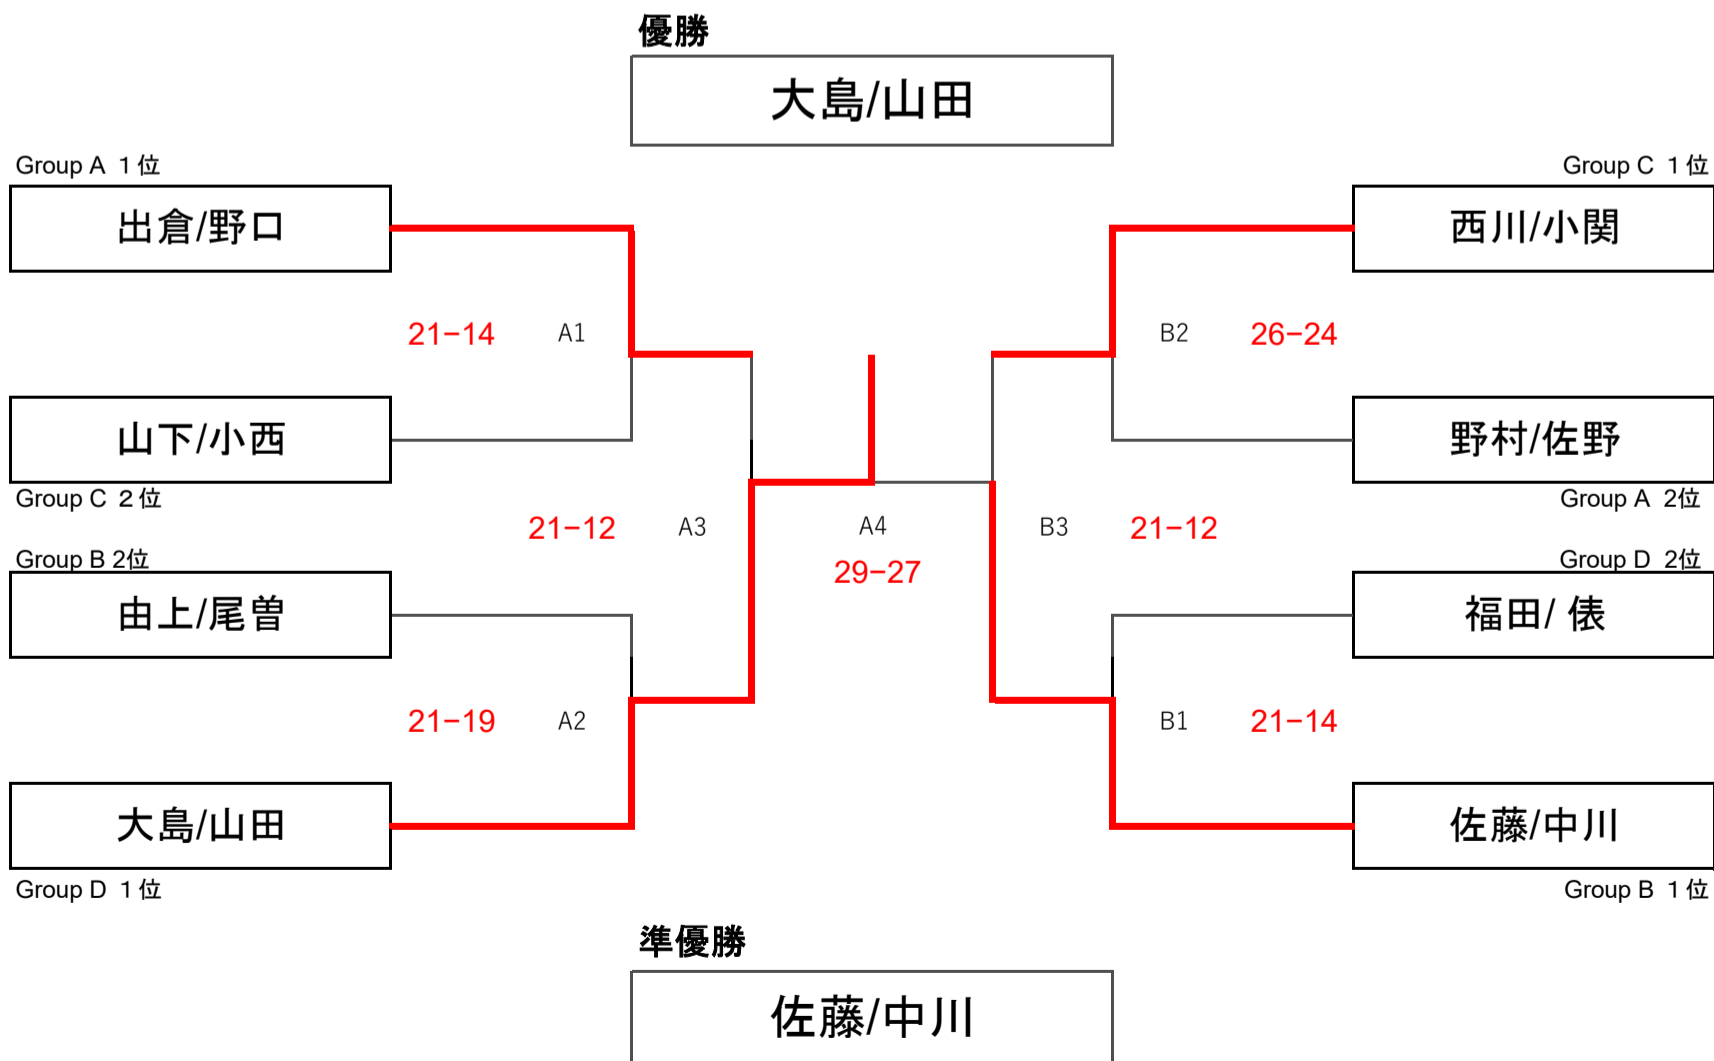 優勝
大島/山田
Group A 1位
出倉/野口
Group C 1位
西川/小関
21-14 A1
B2 26-24
山下/小西
Group C 2位
野村/佐野
Group A 2位
21-12 A3
A4
29-27
B3 21-12
Group B 2位
由上/尾曽
Group D 2位
福田/ 俵
21-19 A2
B1 21-14
大島/山田
Group D 1位
佐藤/中川
Group B 1位
準優勝
佐藤/中川